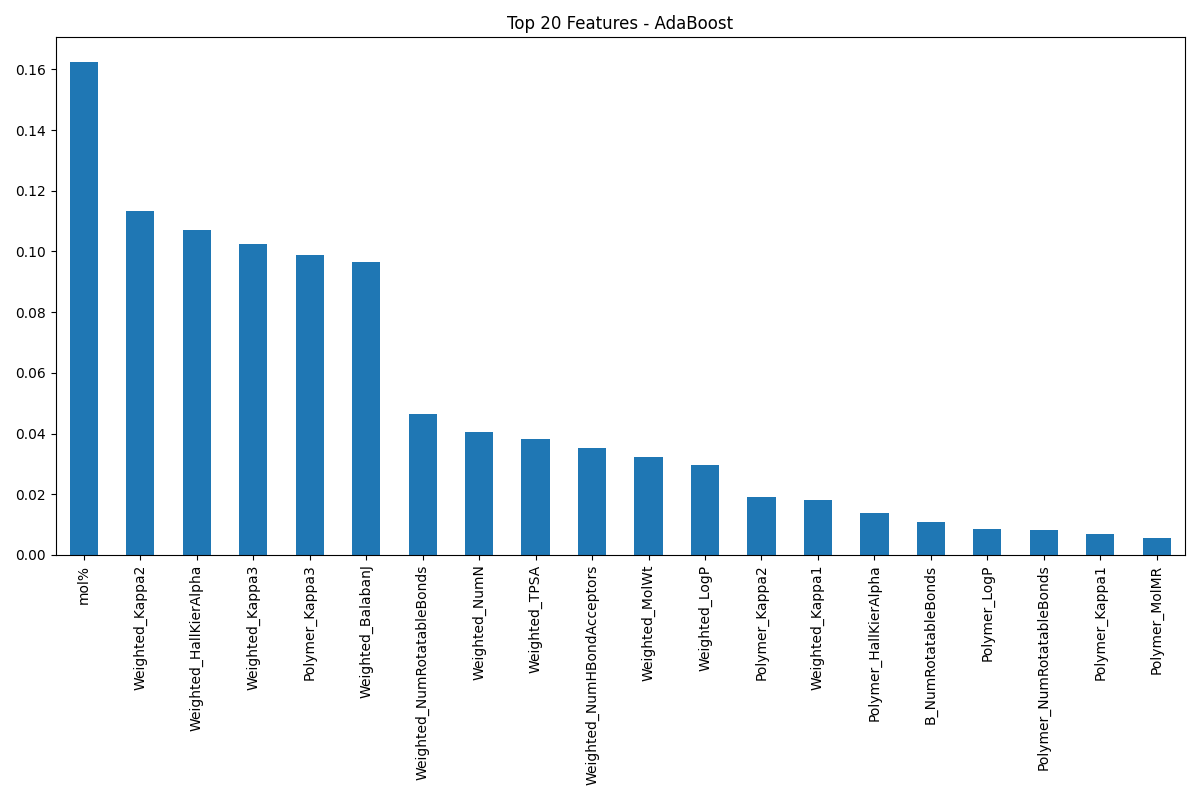 Top 20 Features - AdaBoost
0.16
0.14
0.12
0.10
0.08
0.06
0.04
0.02
0.00
mol%
Weighted_Kappa2
Weighted_HallKierAlpha
Weighted_Kappa3
Polymer_Kappa3
Weighted_BalabanJ
Weighted_NumRotatableBonds
Weighted_NumN
Weighted_TPSA
Weighted_NumHBondAcceptors
Weighted_MolWt
Weighted_LogP
Polymer_Kappa2
Weighted_Kappa1
Polymer_HallKierAlpha
B_NumRotatableBonds
Polymer_LogP
Polymer_NumRotatableBonds
Polymer_Kappa1
Polymer_MolMR